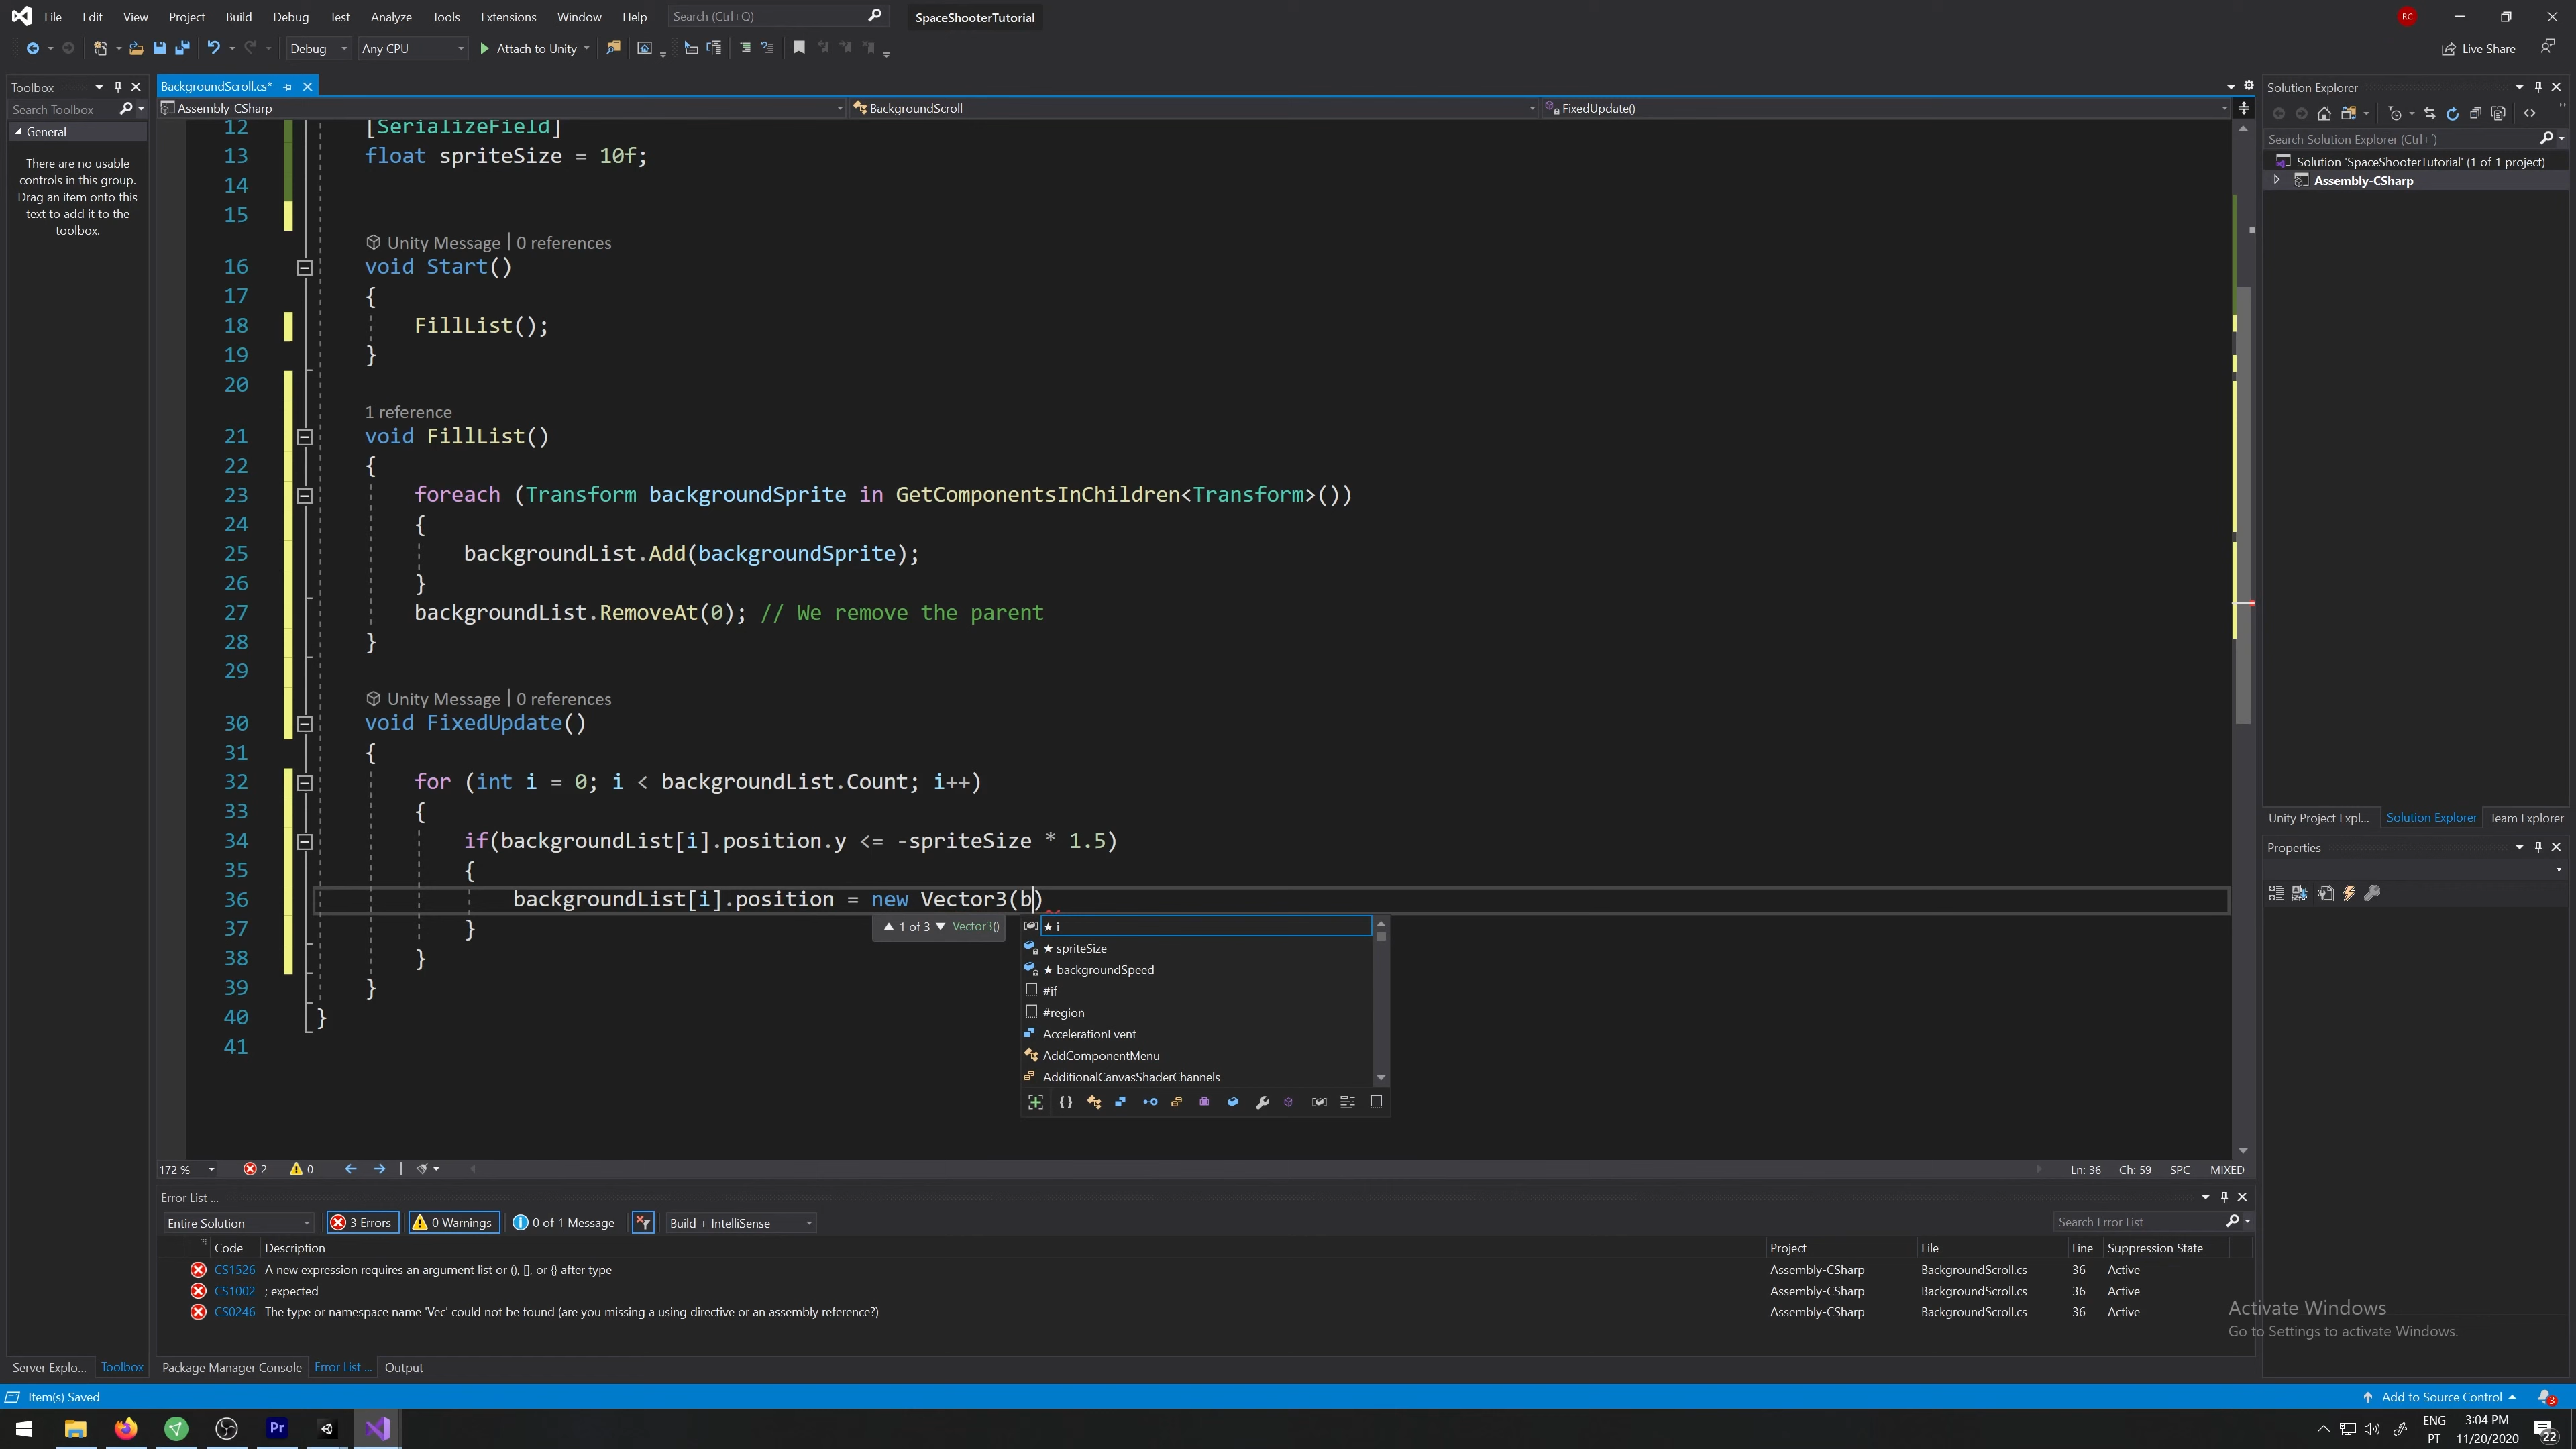 File Edit View Project Build Debug Test Analyze Tools Extensions Window Help Search (Ctrl+Q) SpaceShooterTutorial RC
Debug Any CPU Attach to Unity Live Share
Toolbox
Search Toolbox
General
There are no usable
controls in this group.
Drag an item onto this
text to add it to the
toolbox.
BackgroundScroll.cs*
Assembly-CSharp BackgroundScroll FixedUpdate()
12 [SerializeField]
13 float spriteSize = 10f;
14
15
Unity Message | 0 references
16 void Start()
17 {
18 FillList();
19 }
20
1 reference
21 void FillList()
22 {
23 foreach (Transform backgroundSprite in GetComponentsInChildren<Transform>())
24 {
25 backgroundList.Add(backgroundSprite);
26 }
27 backgroundList.RemoveAt(0); // We remove the parent
28 }
29
Unity Message | 0 references
30 void FixedUpdate()
31 {
32 for (int i = 0; i < backgroundList.Count; i++)
33 {
34 if(backgroundList[i].position.y <= -spriteSize * 1.5)
35 {
36 backgroundList[i].position = new Vector3(b)
37 }
38 }
39 }
40 }
41
1 of 3 Vector3()
★ i
★ spriteSize
★ backgroundSpeed
#if
#region
AccelerationEvent
AddComponentMenu
AdditionalCanvasShaderChannels
172 % 2 0 Ln: 36 Ch: 59 SPC MIXED
Error List ...
Entire Solution 3 Errors 0 Warnings 0 of 1 Message Build + IntelliSense Search Error List
Code Description Project File Line Suppression State
CS1526 A new expression requires an argument list or (), [], or {} after type Assembly-CSharp BackgroundScroll.cs 36 Active
CS1002 ; expected Assembly-CSharp BackgroundScroll.cs 36 Active
CS0246 The type or namespace name 'Vec' could not be found (are you missing a using directive or an assembly reference?) Assembly-CSharp BackgroundScroll.cs 36 Active
Server Explo... Toolbox Package Manager Console Error List ... Output
Solution Explorer
Search Solution Explorer (Ctrl+´)
Solution 'SpaceShooterTutorial' (1 of 1 project)
Assembly-CSharp
Unity Project Expl... Solution Explorer Team Explorer
Properties
Activate Windows
Go to Settings to activate Windows.
Item(s) Saved Add to Source Control 3
Pr ENG PT 3:04 PM 11/20/2020 22